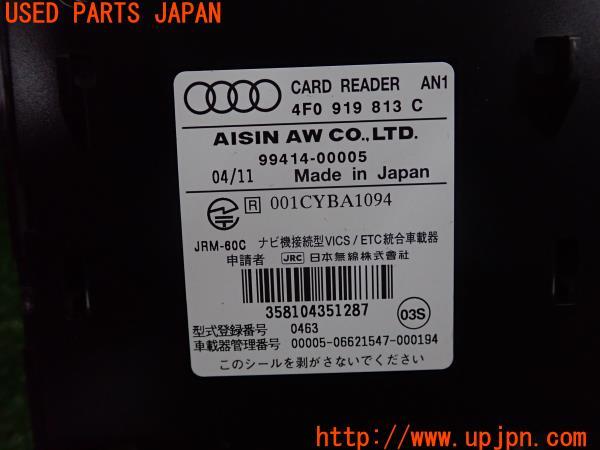 USED PARTS JAPAN
CARD READER AN1
4F0 919 813 C
AISIN AW CO.,LTD.
99414-00005
04/11 Made in Japan
R 001CYBA1094
JRM-60C ナビ機接続型VICS/ETC統合車載器
申請者 JRC 日本無線株式會社
358104351287
03S
型式登録番号 0463
車載器管理番号 00005-06621547-000194
このシールを剥がさないでください
UPJ
http://www.upjpn.com/